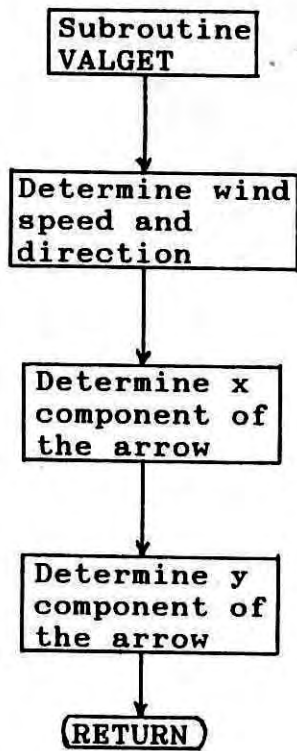 Subroutine
VALGET
Determine wind
speed and
direction
Determine x
component of
the arrow
Determine y
component of
the arrow
RETURN